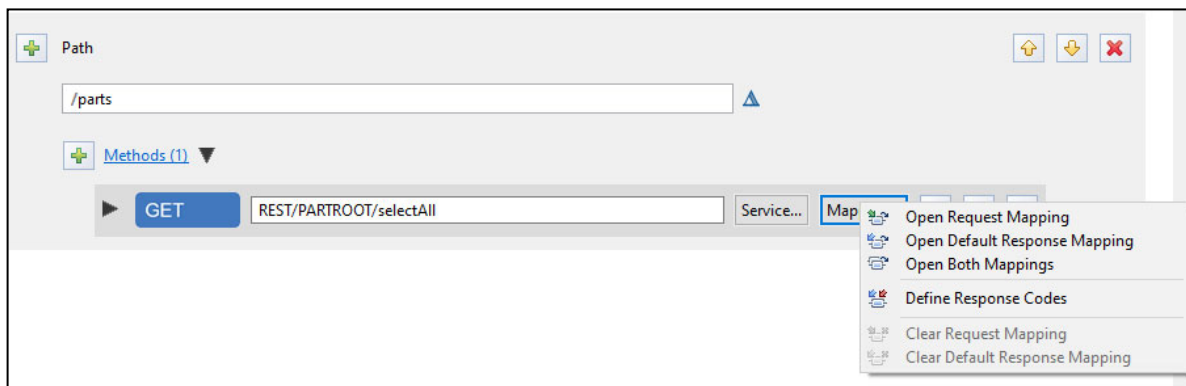 Path
/parts
Methods (1)
GET REST/PARTROOT/selectAll Service... Map
Open Request Mapping
Open Default Response Mapping
Open Both Mappings
Define Response Codes
Clear Request Mapping
Clear Default Response Mapping